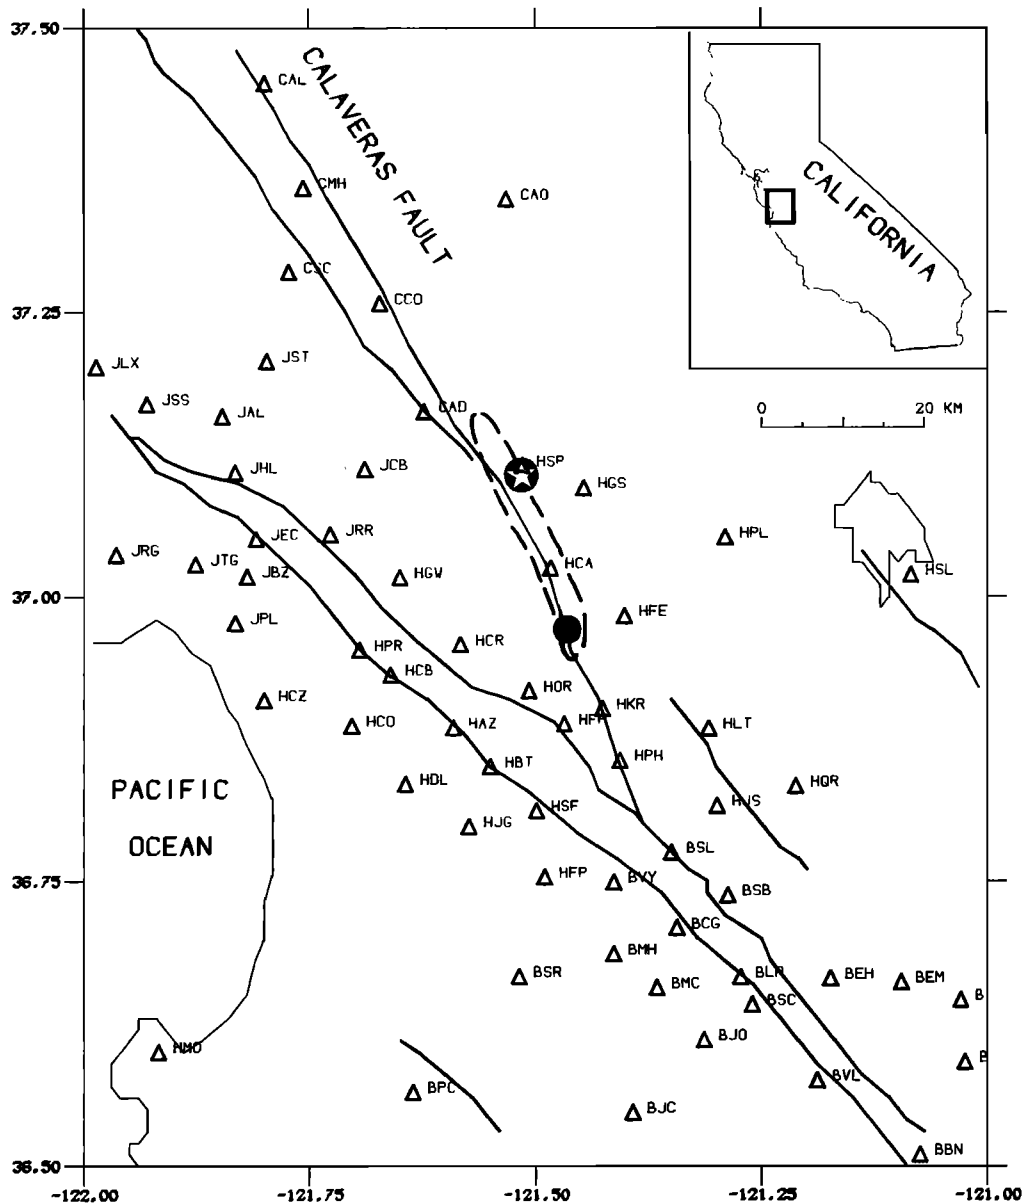 37.50
CAL
CALAVERAS FAULT
CMH
CAO
CALIFORNIA
CSC
CCO
37.25
JLX
JST
JSS
JAL
CAD
0 20 KM
JHL
JCB
HSP
HGS
JEC
JRR
HPL
JRG
JTG
JBZ
HGW
HCA
HSL
37.00
JPL
HFE
HPR
HCR
HCB
HCZ
HOR
HKR
HCO
HAZ
HLT
HBT
HPH
PACIFIC
OCEAN
HDL
HSF
HJS
HQR
HJG
BSL
36.75
HFP
BVY
BSB
BCG
BMH
BSR
BMC
BLR
BEH
BEM
BSC
B
HMO
BJO
B
BPC
BVL
BJC
BBN
36.50
-122.00 -121.75 -121.50 -121.25 -121.00